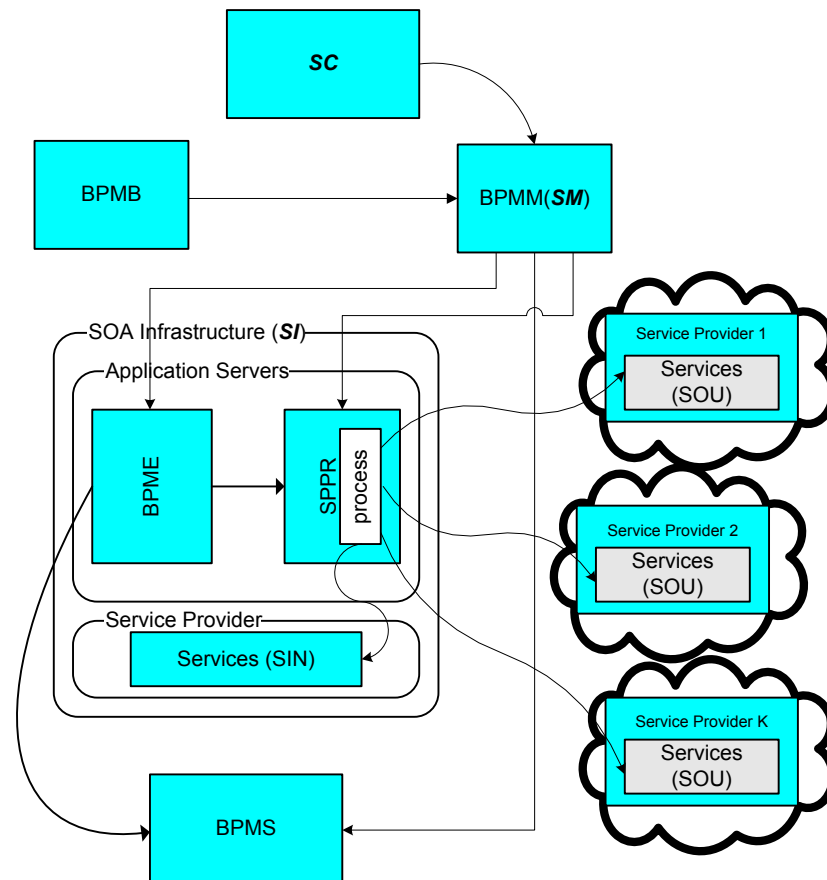 SC
BPMB
BPMM(SM)
SOA Infrastructure (SI)
Application Servers
BPME
SPPR
process
Service Provider
Services (SIN)
BPMS
Service Provider 1
Services
(SOU)
Service Provider 2
Services
(SOU)
Service Provider K
Services
(SOU)